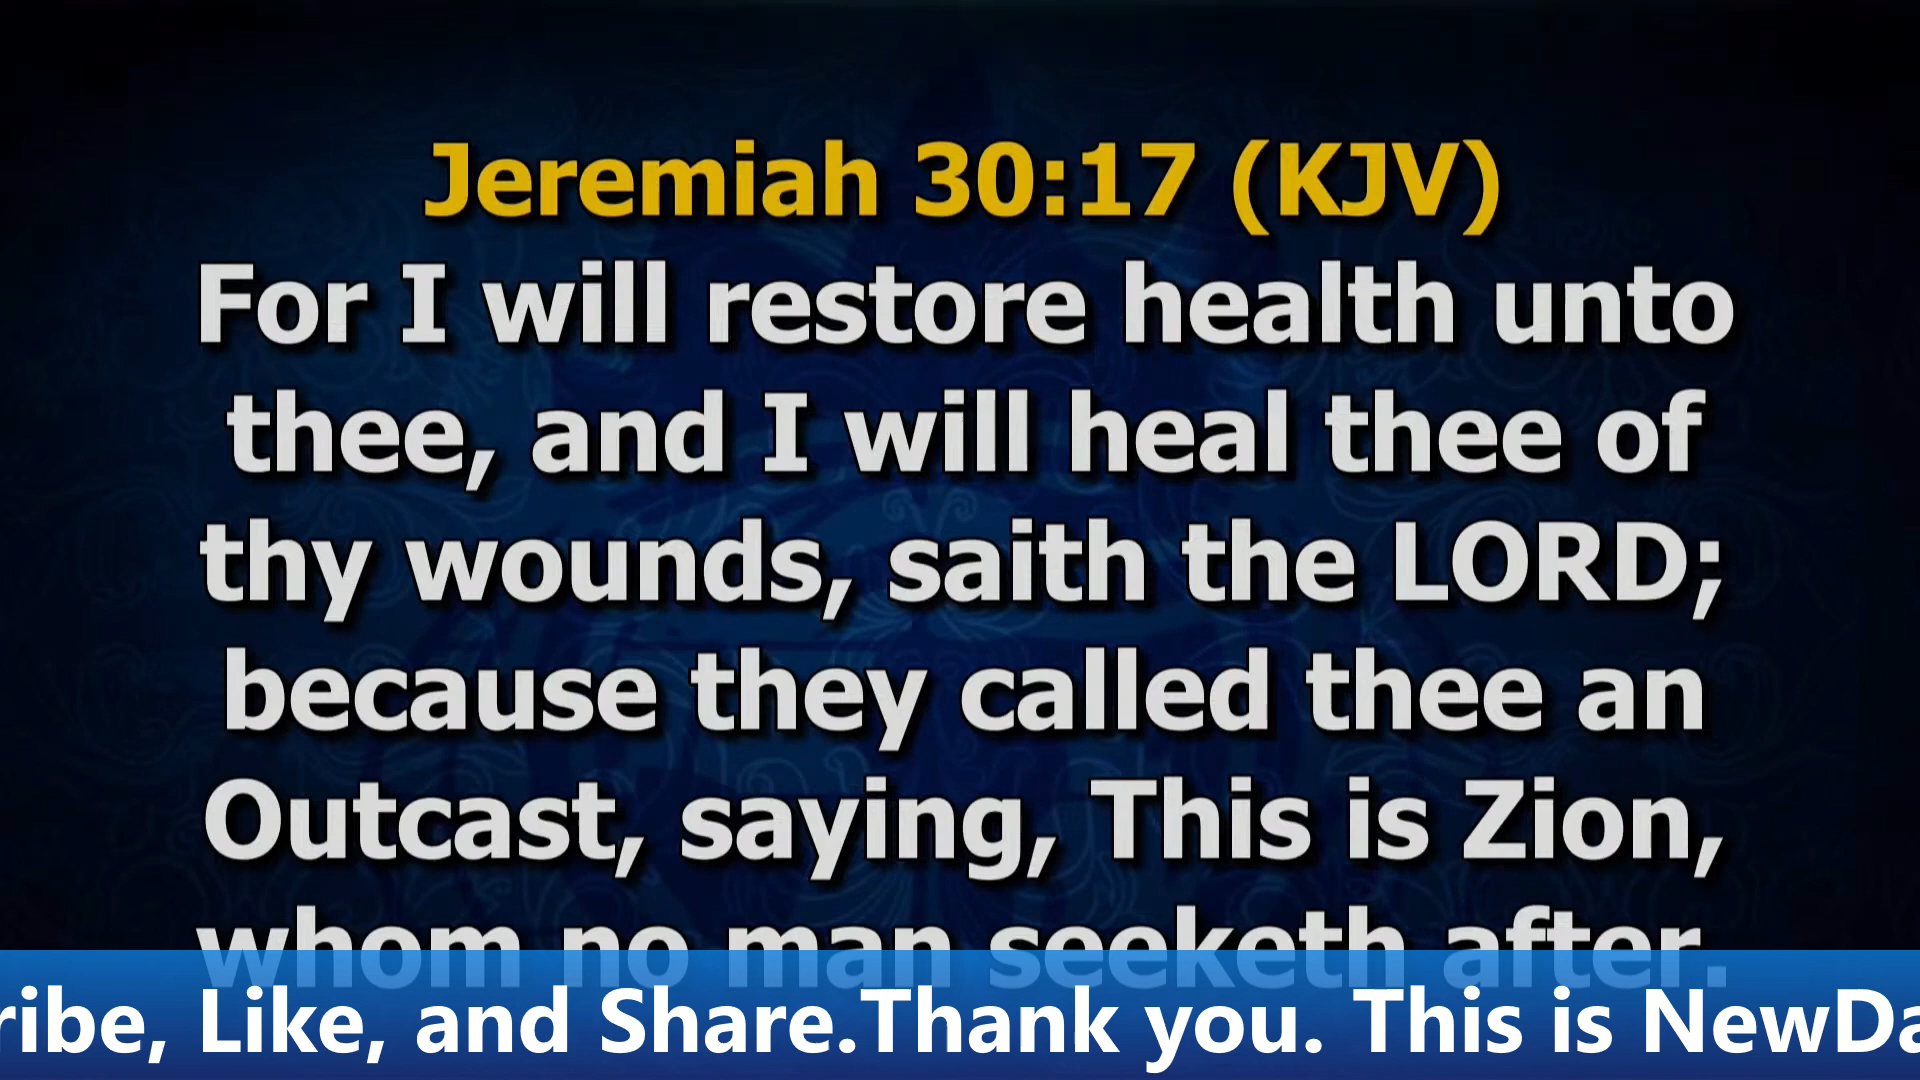 Jeremiah 30:17 (KJV)
For I will restore health unto
thee, and I will heal thee of
thy wounds, saith the LORD;
because they called thee an
Outcast, saying, This is Zion,
whom no man seeketh after.
ribe, Like, and Share.Thank you. This is NewDa